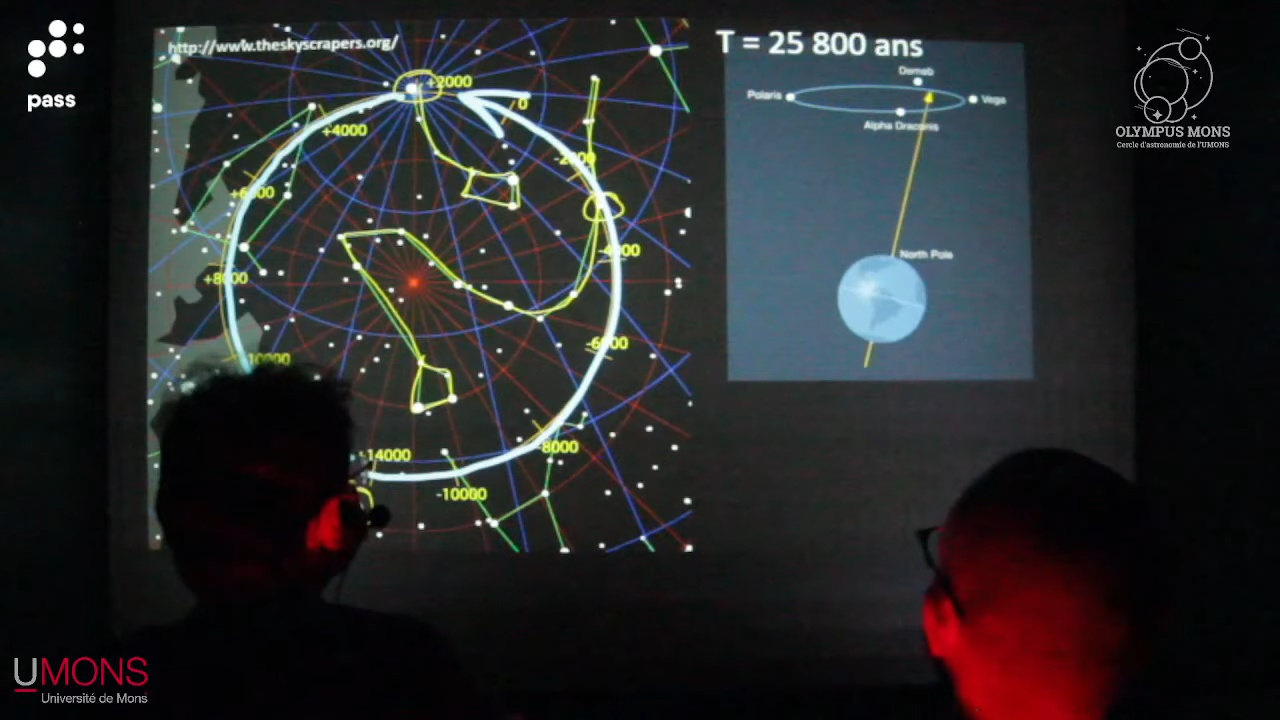 pass
http://www.theskyscrapers.org/
T = 25 800 ans
OLYMPUS MONS
Cercle d'astronomie de l'UMONS
+2000
0
+4000
-2000
+6000
-4000
+8000
-6000
10000
-8000
14000
-10000
Deneb
Polaris
Vega
Alpha Draconis
North Pole
UMONS
Université de Mons